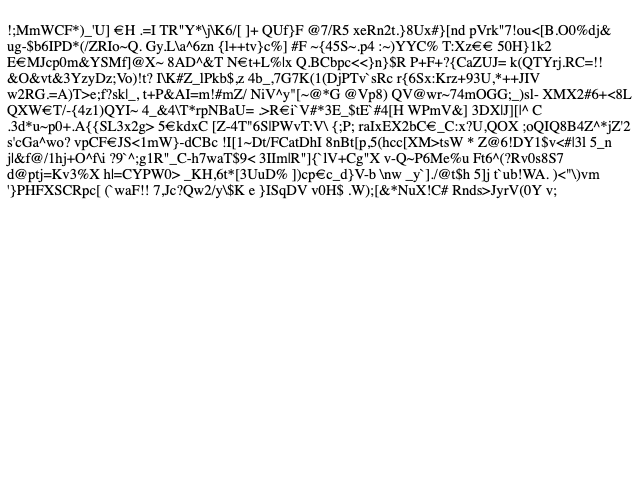 !;MmWCF*)_'U] €H .=I TR"Y*\j\K6/[ ]+ QUf}F @7/R5 xeRn2t.}8Ux#}[nd pVrk"7!ou<[B.O0%dj&
ug-$b6IPD*(/ZRIo~Q. Gy.L\a^6zn {l++tv}c%] #F ~{45S~.p4 :~)YYC% T:Xz€€ 50H}1k2
E€MJcp0m&YSMf]@X~ 8AD^&T N€t+L%lx Q.BCbpc<<}n}$R P+F+?{CaZUJ= k(QTYrj.RC=!!
&O&vt&3YzyDz;Vo)!t? I\K#Z_lPkb$,z 4b_,7G7K(1(DjPTv`sRc r{6Sx:Krz+93U,*++JIV
w2RG.=A)T>e;f?skl_, t+P&AI=m!#mZ/ NiV^y"[~@*G @Vp8) QV@wr~74mOGG;_)sl- XMX2#6+<8L
QXW€T/-{4z1)QYI~ 4_&4\T*rpNBaU= .>R€i`V#*3E_$tE`#4[H WPmV&] 3DX|J][|^ C
.3d*u~p0+.A{{SL3x2g> 5€kdxC [Z-4T"6S|PWvT:V\ {;P; raIxEX2bC€_C:x?U,QOX ;oQIQ8B4Z^*jZ'2
s'cGa^wo? vpCF€JS<1mW}-dCBc !I[1~Dt/FCatDhI 8nBt[p,5(hcc[XM>tsW * Z@6!DY1$v<#l3l 5_n
jl&f@/1hj+O^f\i ?9`^;g1R"_C-h7waT$9< 3IIm|R"]{`lV+Cg"X v-Q~P6Me%u Ft6^(?Rv0s8S7
d@ptj=Kv3%X h|=CYPW0> _KH,6t*[3UuD% ])cp€c_d}V-b \nw _y`]./@t$h 5]j t`ub!WA. )<"\)vm
'}PHFXSCRpc[ (`waF!! 7,Jc?Qw2/y\$K e }ISqDV v0H$ .W);[&*NuX!C# Rnds>JyrV(0Y v;